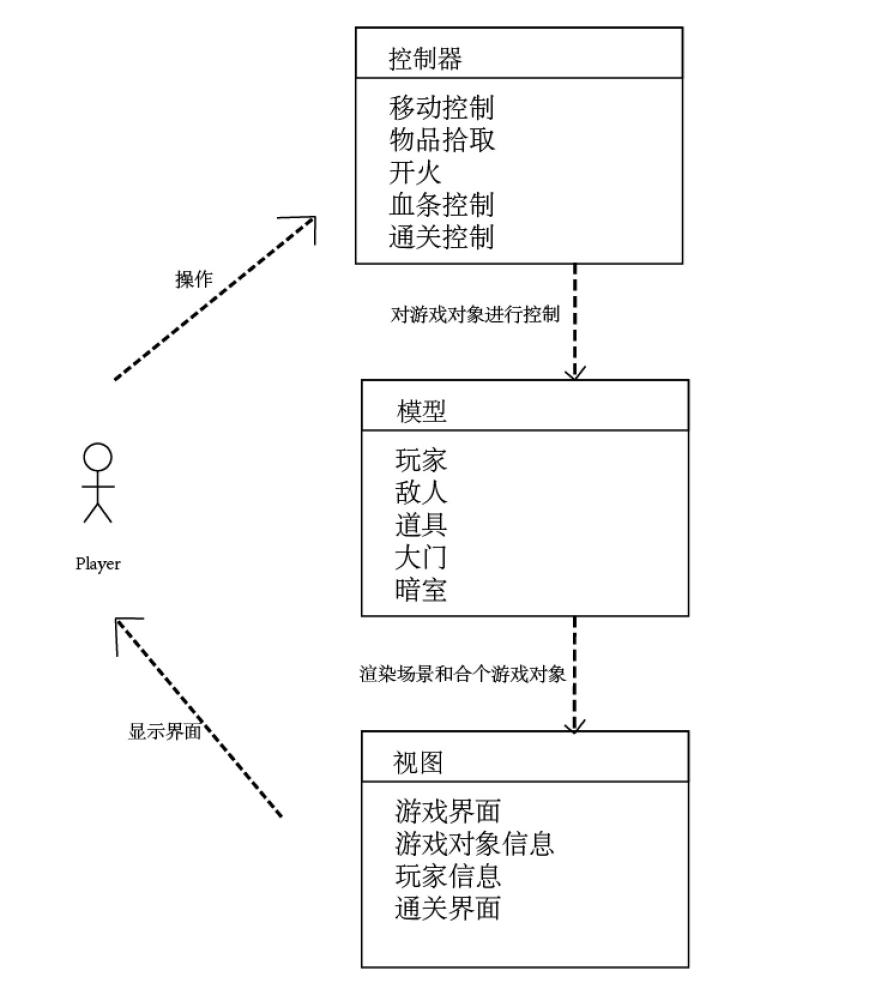 控制器
移动控制
物品拾取
开火
血条控制
通关控制
操作
对游戏对象进行控制
模型
玩家
敌人
道具
大门
暗室
Player
渲染场景和合个游戏对象
显示界面
视图
游戏界面
游戏对象信息
玩家信息
通关界面